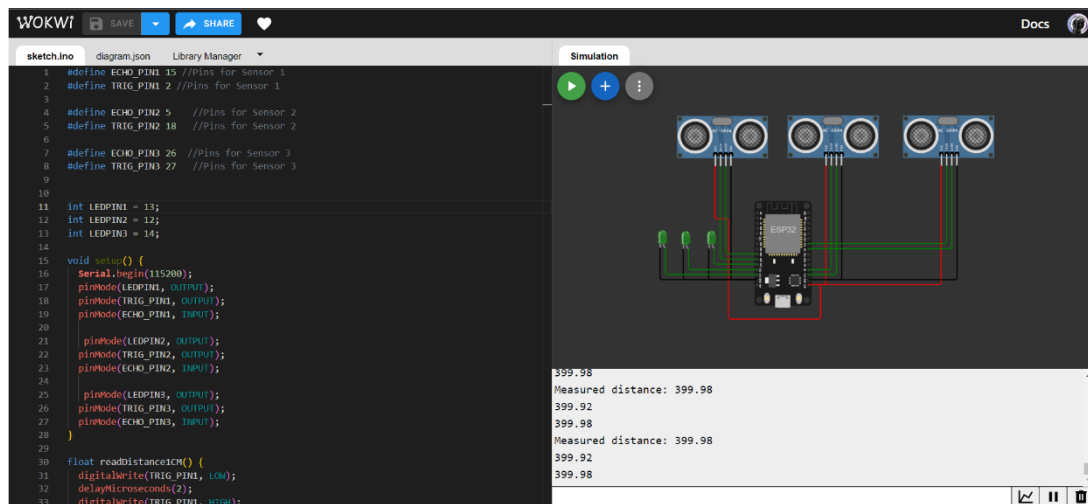 WOKWi SAVE SHARE Docs
sketch.ino diagram.json Library Manager Simulation
1 #define ECHO_PIN1 15 //Pins for Sensor 1
2 #define TRIG_PIN1 2 //Pins for Sensor 1
3
4 #define ECHO_PIN2 5 //Pins for Sensor 2
5 #define TRIG_PIN2 18 //Pins for Sensor 2
6
7 #define ECHO_PIN3 26 //Pins for Sensor 3
8 #define TRIG_PIN3 27 //Pins for Sensor 3
9
10
11 int LEDPIN1 = 13;
12 int LEDPIN2 = 12;
13 int LEDPIN3 = 14;
14
15 void setup() {
16 Serial.begin(115200);
17 pinMode(LEDPIN1, OUTPUT);
18 pinMode(TRIG_PIN1, OUTPUT);
19 pinMode(ECHO_PIN1, INPUT);
20
21 pinMode(LEDPIN2, OUTPUT);
22 pinMode(TRIG_PIN2, OUTPUT);
23 pinMode(ECHO_PIN2, INPUT);
24
25 pinMode(LEDPIN3, OUTPUT);
26 pinMode(TRIG_PIN3, OUTPUT);
27 pinMode(ECHO_PIN3, INPUT);
28 }
29
30 float readDistance1CM() {
31 digitalWrite(TRIG_PIN1, LOW);
32 delayMicroseconds(2);
33 digitalWrite(TRIG_PIN1, HIGH);
ESP32
399.98
Measured distance: 399.98
399.92
399.98
Measured distance: 399.98
399.92
399.98